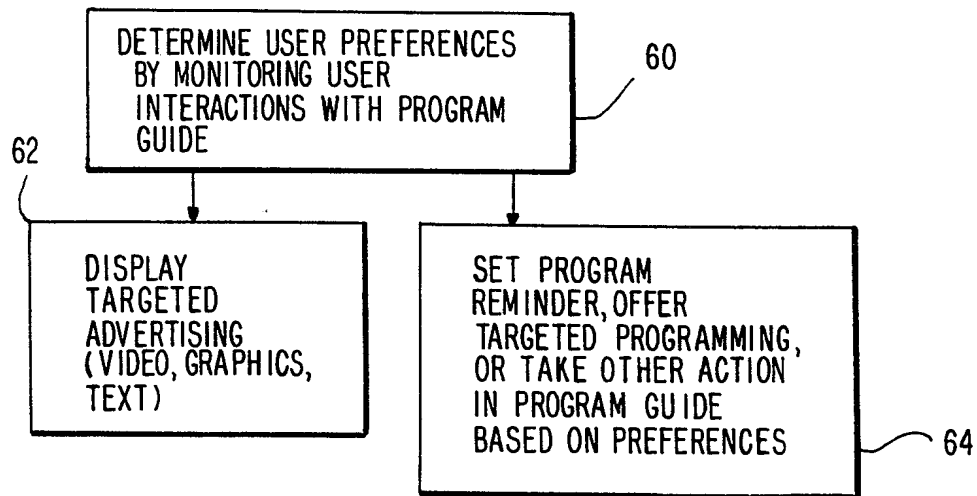 DETERMINE USER PREFERENCES
BY MONITORING USER
INTERACTIONS WITH PROGRAM
GUIDE
60
62
DISPLAY
TARGETED
ADVERTISING
(VIDEO, GRAPHICS,
TEXT)
SET PROGRAM
REMINDER, OFFER
TARGETED PROGRAMMING,
OR TAKE OTHER ACTION
IN PROGRAM GUIDE
BASED ON PREFERENCES
64